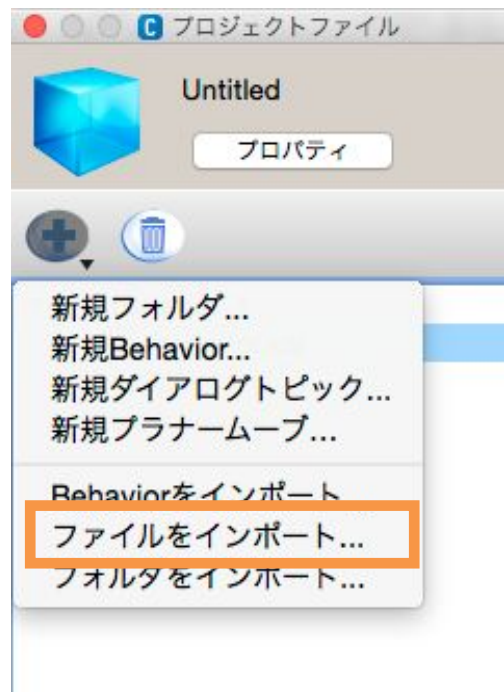 プロジェクトファイル
Untitled
プロパティ
新規フォルダ...
新規Behavior...
新規ダイアログトピック...
新規プラナームーブ...
Behaviorをインポート...
ファイルをインポート...
フォルダをインポート...